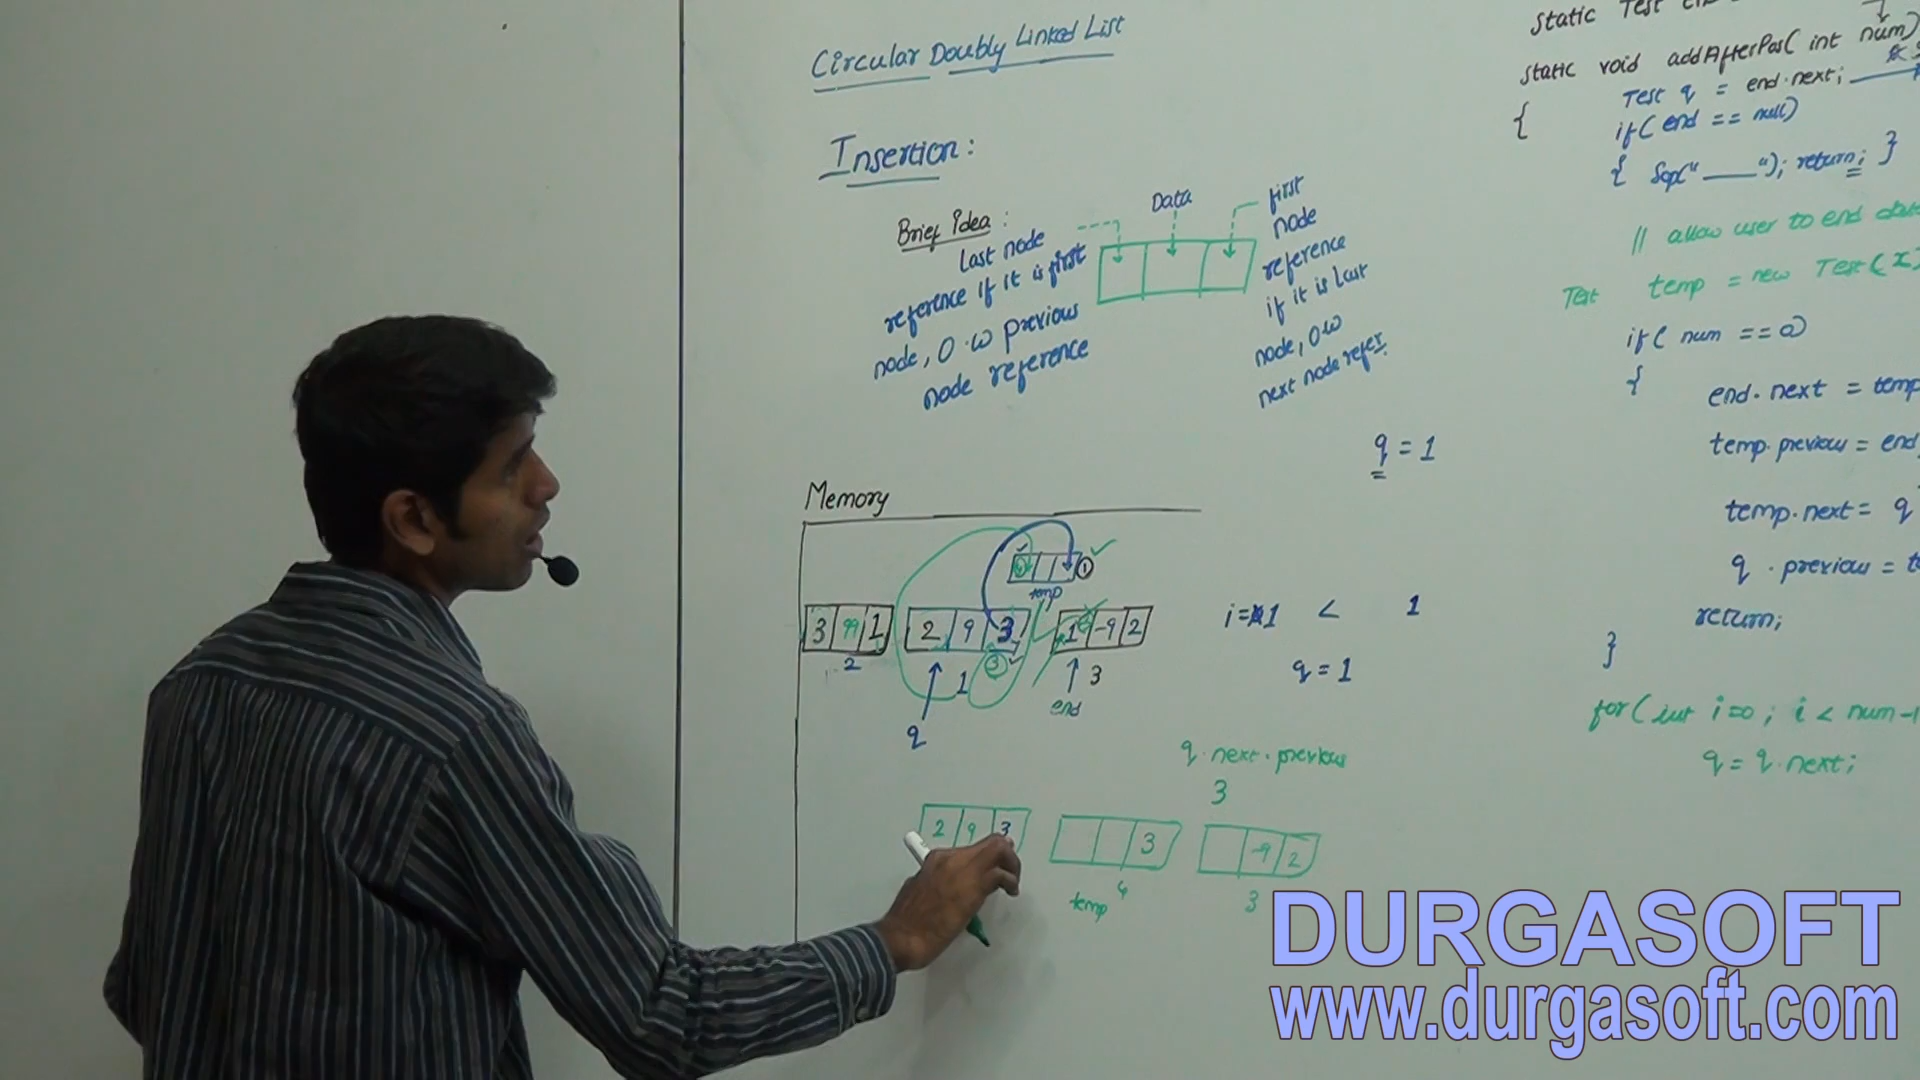 Circular Doubly Linked List
Insertion:
Brief Idea :
Last node
reference if it is first
node, O.W previous
node reference
Data
first
node
reference
if it is last
node, O.W
next node refer.
q = 1
Memory
temp
1
3 99 1
2
2 9 3
1
3
q
1 -9 2
3
end
i = 1 < 1
q = 1
q.next.previous
3
2 9 3
3
temp 4
-9 2
3
static Test
static void addAfterPos( int num)
{ Test q = end.next;
if( end == null)
{ Sop("____"); return; }
// allow user to end
Test temp = new Test(x)
if( num == 0)
{
end.next = temp
temp.previous = end
temp.next = q
q.previous =
return;
}
for( int i=0; i < num-1
q = q.next;
DURGASOFT
www.durgasoft.com